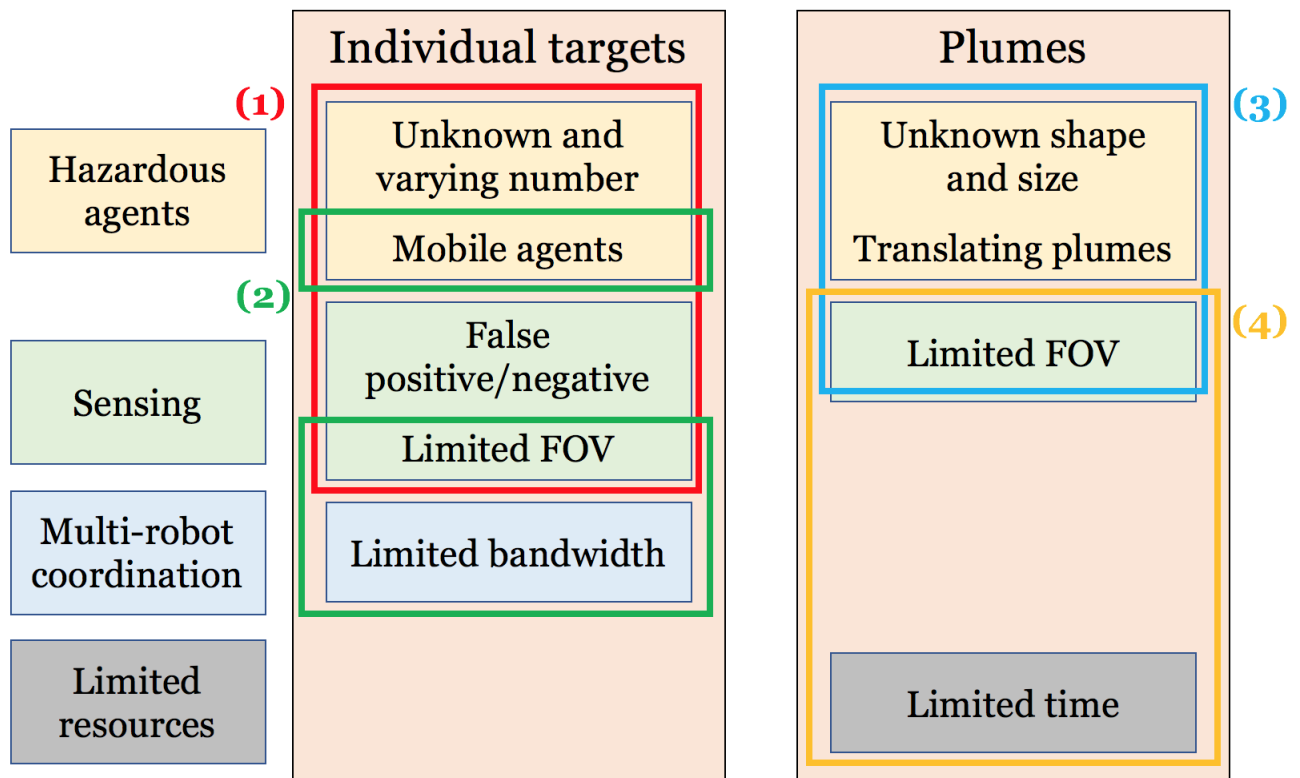 Individual targets
Plumes
(1)
(3)
Hazardous
agents
Unknown and
varying number
Mobile agents
Unknown shape
and size
Translating plumes
(2)
(4)
Sensing
False
positive/negative
Limited FOV
Limited FOV
Multi-robot
coordination
Limited bandwidth
Limited
resources
Limited time